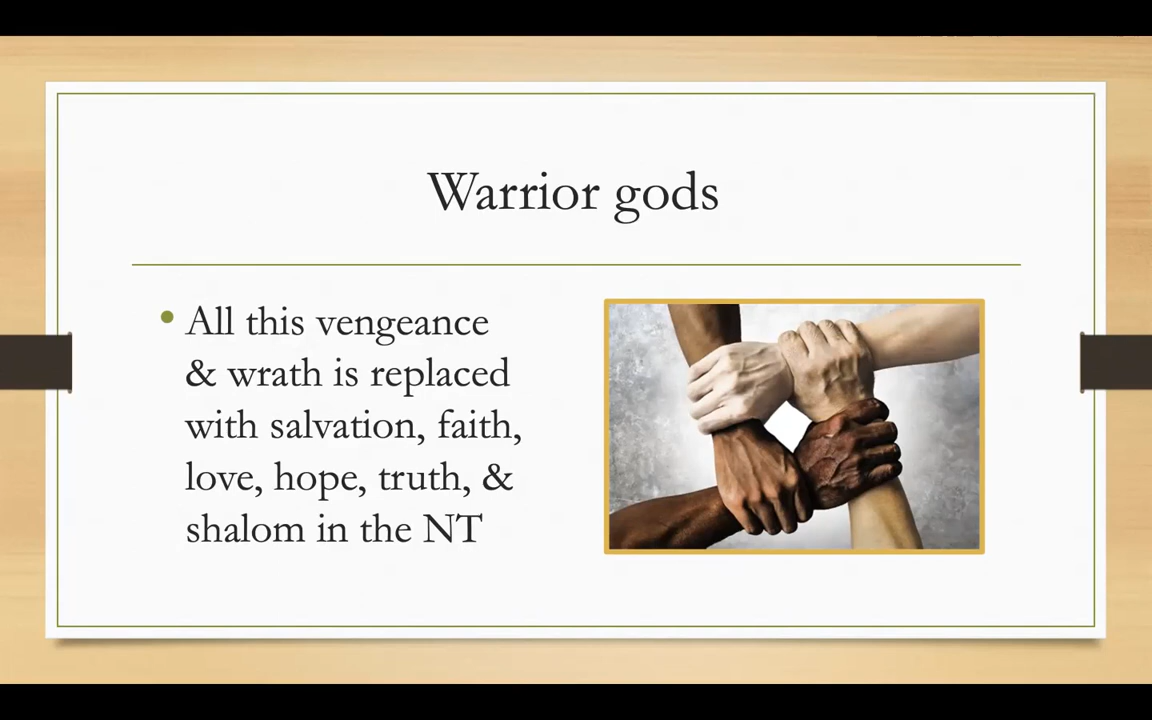 Warrior gods
• All this vengeance
& wrath is replaced
with salvation, faith,
love, hope, truth, &
shalom in the NT